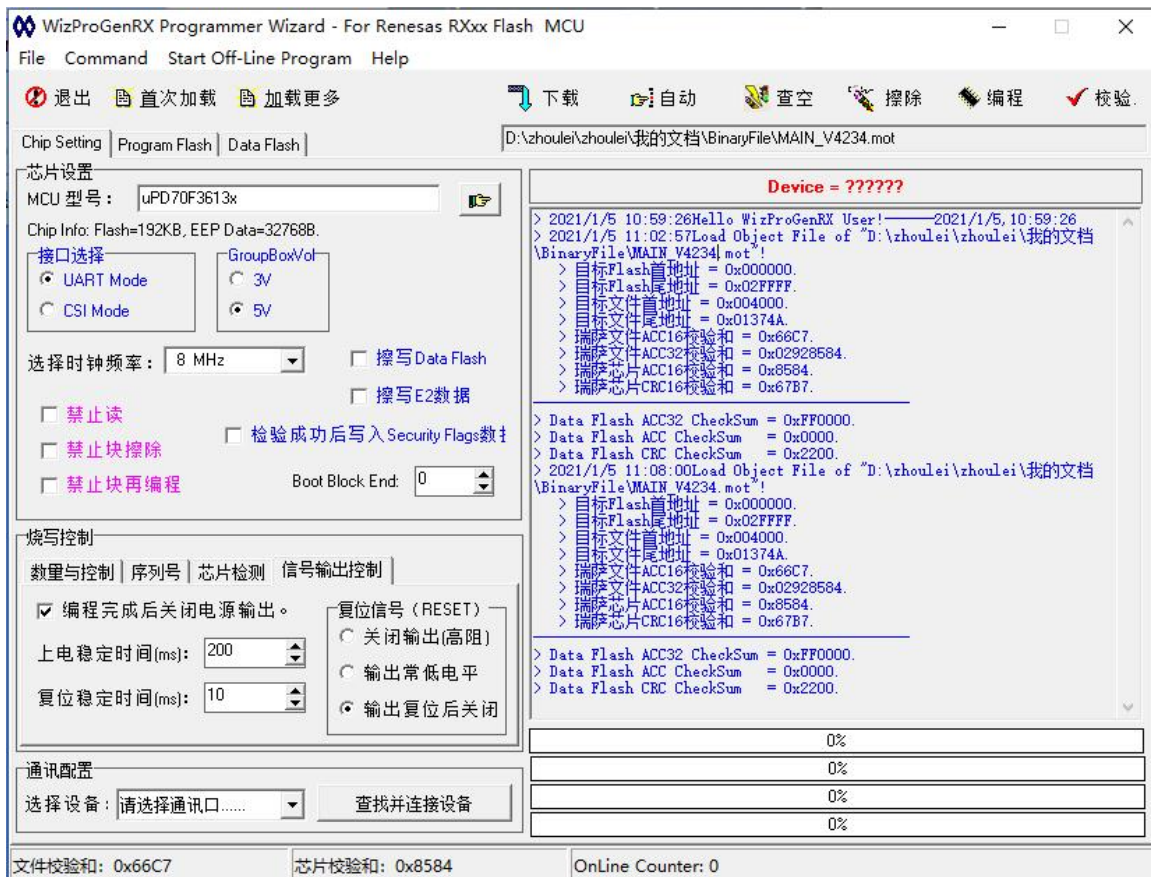 WizProGenRX Programmer Wizard - For Renesas RXxx Flash  MCU
File  Command  Start Off-Line Program  Help
退出 首次加载 加载更多 下载 自动 查空 擦除 编程 校验.
Chip Setting Program Flash Data Flash
D:\zhoulei\zhoulei\我的文档\BinaryFile\MAIN_V4234.mot
芯片设置
MCU 型号: uPD70F3613x
Chip Info: Flash=192KB, EEP Data=32768B.
接口选择 GroupBoxVol
UART Mode 3V
CSI Mode 5V
选择时钟频率: 8 MHz 擦写Data Flash
擦写E2数据
禁止读
检验成功后写入Security Flags数
禁止块擦除
禁止块再编程 Boot Block End: 0
烧写控制
数量与控制 序列号 芯片检测 信号输出控制
编程完成后关闭电源输出。 复位信号(RESET)
关闭输出(高阻)
上电稳定时间(ms): 200
输出常低电平
复位稳定时间(ms): 10
输出复位后关闭
通讯配置
选择设备: 请选择通讯口...... 查找并连接设备
Device = ??????
> 2021/1/5 10:59:26Hello WizProGenRX User!————2021/1/5,10:59:26
> 2021/1/5 11:02:57Load Object File of "D:\zhoulei\zhoulei\我的文档
\BinaryFile\MAIN_V4234.mot"!
> 目标Flash首地址 = 0x000000.
> 目标Flash尾地址 = 0x02FFFF.
> 目标文件首地址 = 0x004000.
> 目标文件尾地址 = 0x01374A.
> 瑞萨文件ACC16校验和 = 0x66C7.
> 瑞萨文件ACC32校验和 = 0x02928584.
> 瑞萨芯片ACC16校验和 = 0x8584.
> 瑞萨芯片CRC16校验和 = 0x67B7.
> Data Flash ACC32 CheckSum = 0xFF0000.
> Data Flash ACC CheckSum   = 0x0000.
> Data Flash CRC CheckSum   = 0x2200.
> 2021/1/5 11:08:00Load Object File of "D:\zhoulei\zhoulei\我的文档
\BinaryFile\MAIN_V4234.mot"!
> 目标Flash首地址 = 0x000000.
> 目标Flash尾地址 = 0x02FFFF.
> 目标文件首地址 = 0x004000.
> 目标文件尾地址 = 0x01374A.
> 瑞萨文件ACC16校验和 = 0x66C7.
> 瑞萨文件ACC32校验和 = 0x02928584.
> 瑞萨芯片ACC16校验和 = 0x8584.
> 瑞萨芯片CRC16校验和 = 0x67B7.
> Data Flash ACC32 CheckSum = 0xFF0000.
> Data Flash ACC CheckSum   = 0x0000.
> Data Flash CRC CheckSum   = 0x2200.
0%
0%
0%
0%
文件校验和: 0x66C7 芯片校验和: 0x8584 OnLine Counter: 0